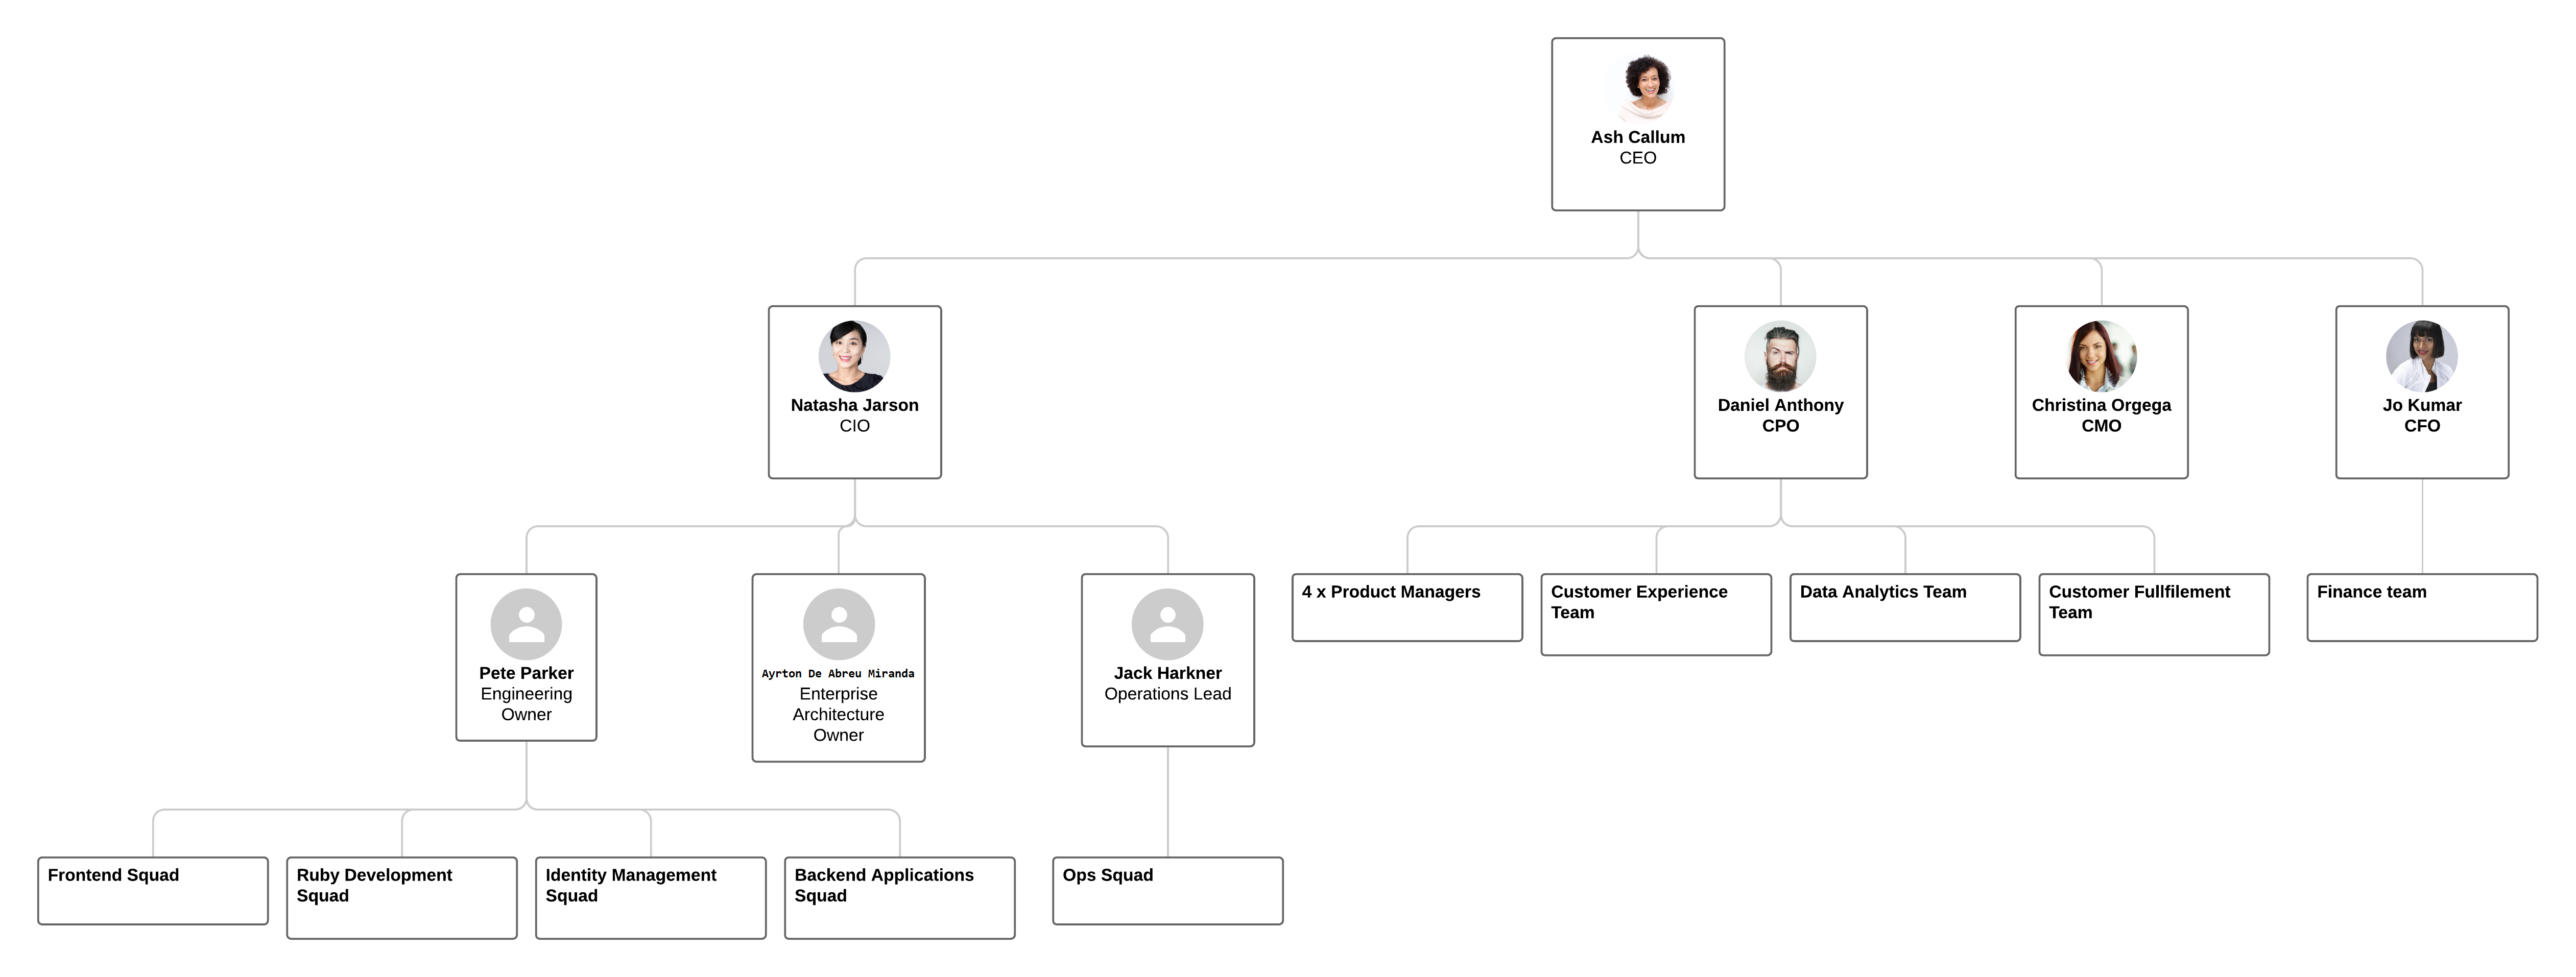 Ash Callum
CEO
Natasha Jarson
CIO
Daniel Anthony
CPO
Christina Orgega
CMO
Jo Kumar
CFO
Pete Parker
Engineering
Owner
Ayrton De Abreu Miranda
Enterprise
Architecture
Owner
Jack Harkner
Operations Lead
4 x Product Managers
Customer Experience
Team
Data Analytics Team
Customer Fullfilement
Team
Finance team
Frontend Squad
Ruby Development
Squad
Identity Management
Squad
Backend Applications
Squad
Ops Squad